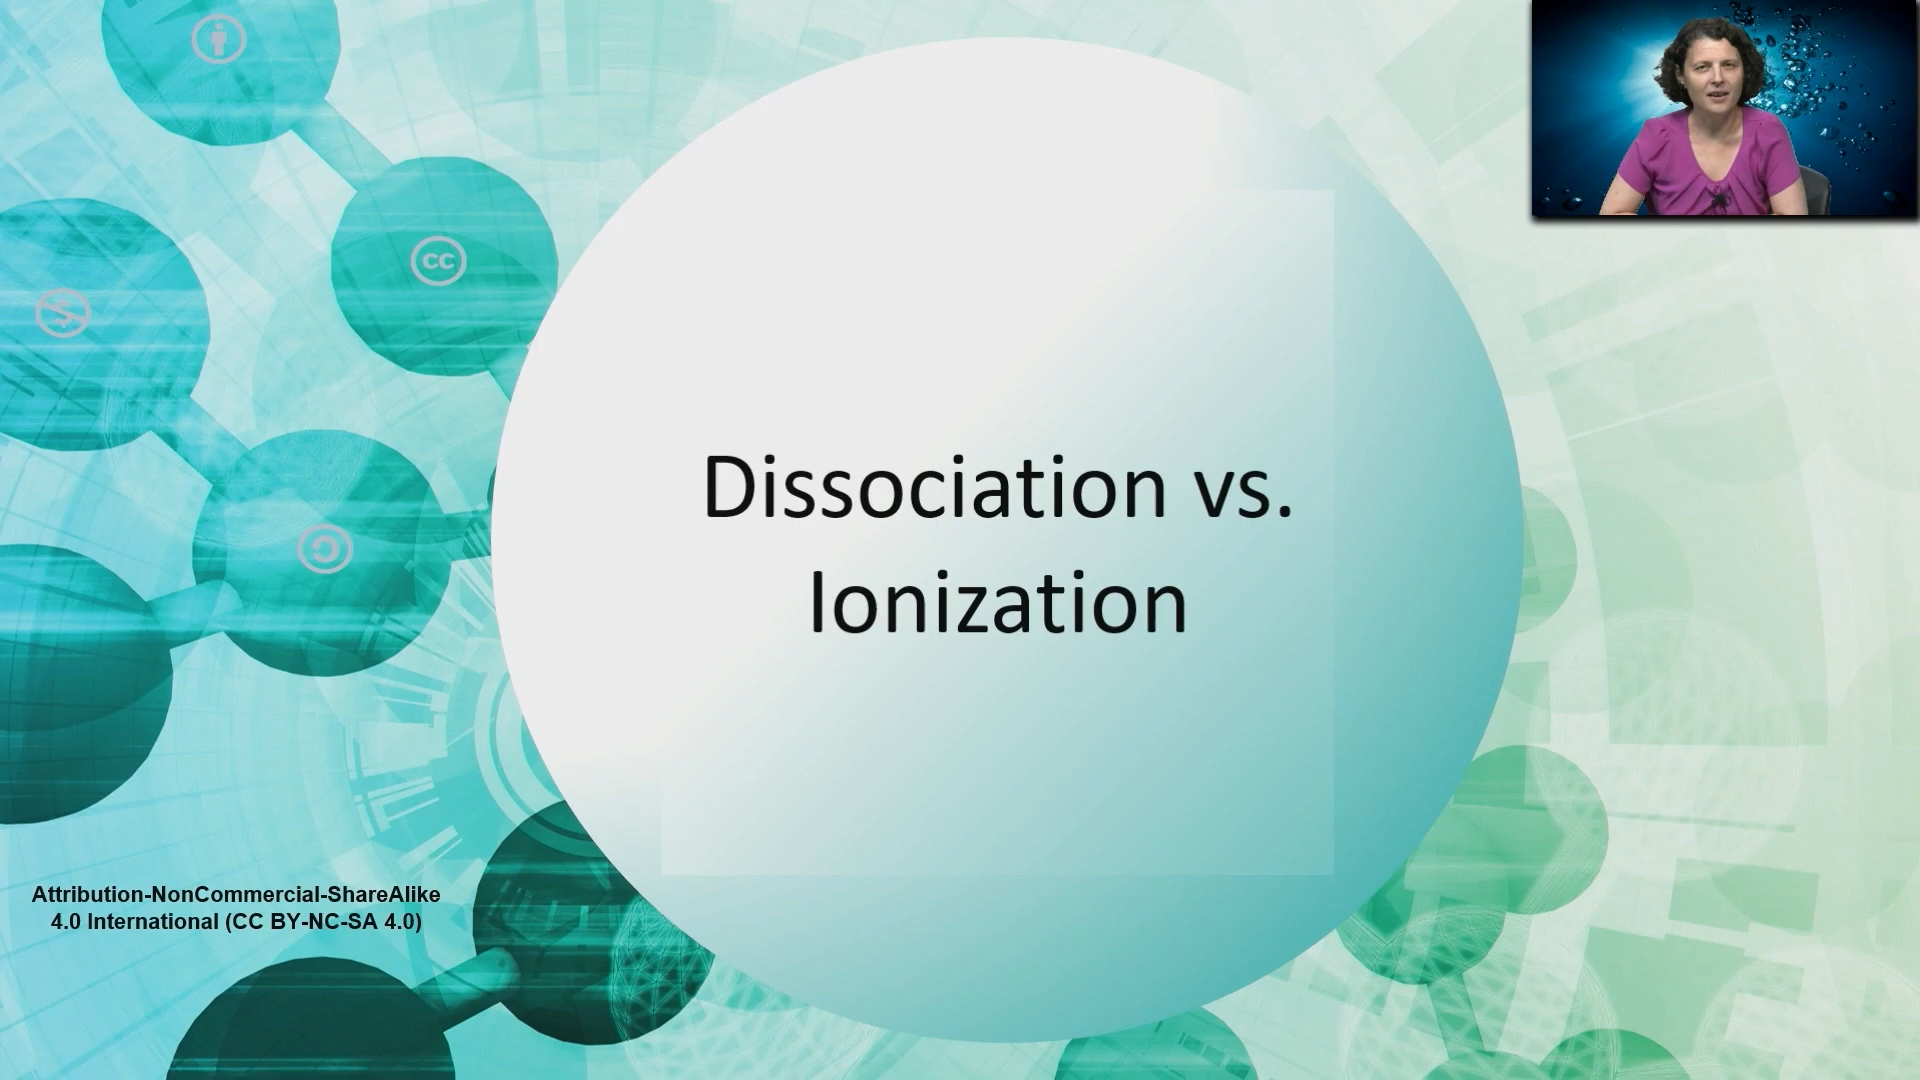 cc
Dissociation vs.
Ionization
Attribution-NonCommercial-ShareAlike
4.0 International (CC BY-NC-SA 4.0)